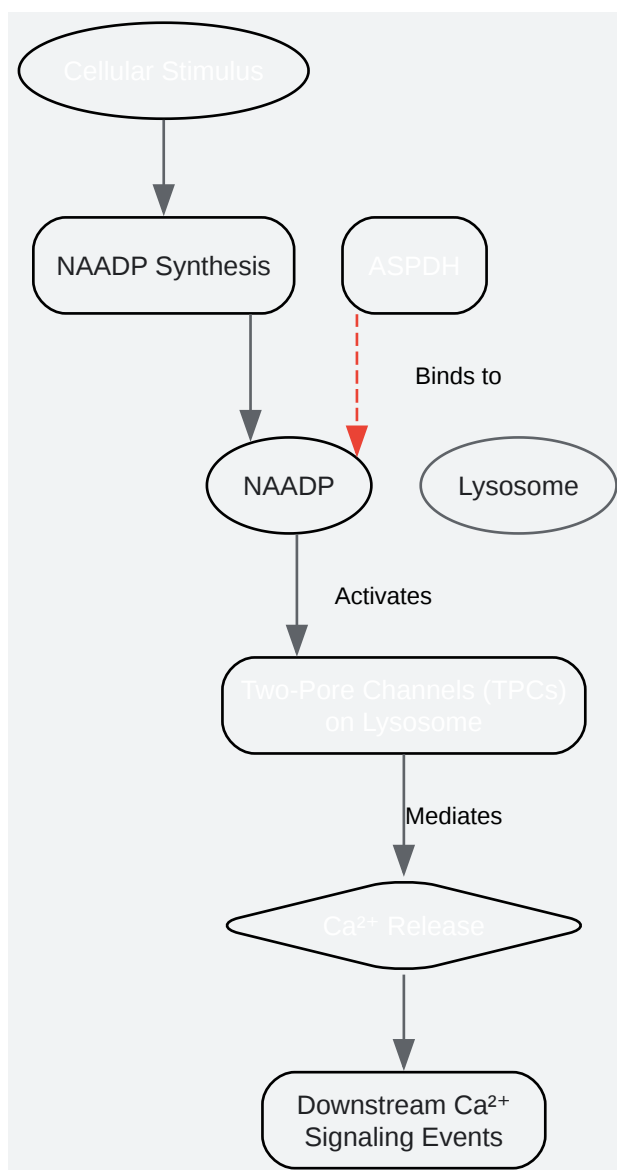 Cellular Stimulus
NAADP Synthesis
ASPDH
Binds to
NAADP
Lysosome
Activates
Two-Pore Channels (TPCs)
on Lysosome
Mediates
Ca²⁺ Release
Downstream Ca²⁺
Signaling Events